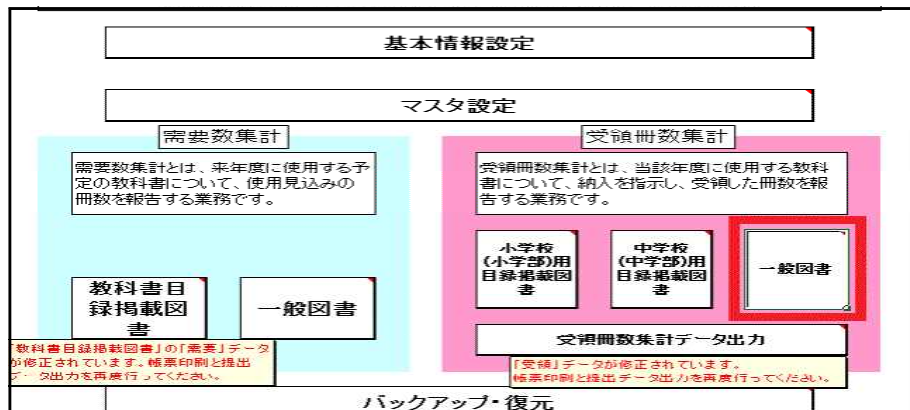 基本情報設定
マスタ設定
需要数集計
需要数集計とは、来年度に使用する予
定の教科書について、使用見込みの
冊数を報告する業務です。
教科書目
録掲載図
書
一般図書
「教科書目録掲載図書」の「需要」データ
が修正されています。帳票印刷と提出
データ出力を再度行ってください。
受領冊数集計
受領冊数集計とは、当該年度に使用する教科
書について、納入を指示し、受領した冊数を報
告する業務です。
小学校
(小学部)用
目録掲載図
書
中学校
(中学部)用
目録掲載図
書
一般図書
受領冊数集計データ出力
「受領」データが修正されています。
帳票印刷と提出データ出力を再度行ってください。
バックアップ・復元